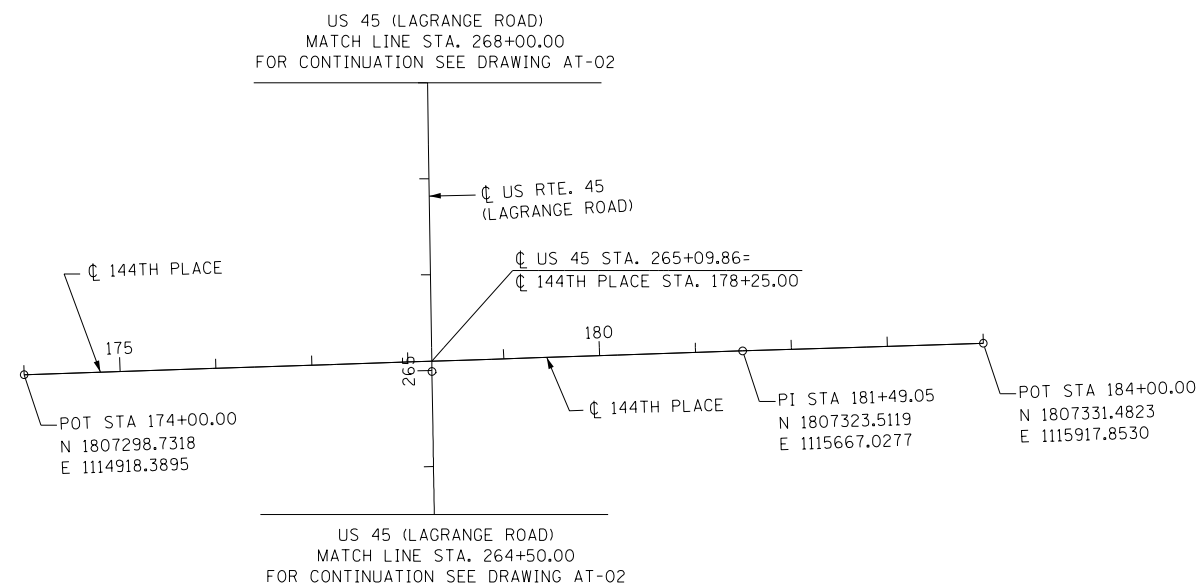 US 45 (LAGRANGE ROAD)
MATCH LINE STA. 268+00.00
FOR CONTINUATION SEE DRAWING AT-02
℄ US RTE. 45
(LAGRANGE ROAD)
℄ US 45 STA. 265+09.86=
℄ 144TH PLACE STA. 178+25.00
℄ 144TH PLACE
175
265
180
POT STA 174+00.00
N 1807298.7318
E 1114918.3895
℄ 144TH PLACE
PI STA 181+49.05
N 1807323.5119
E 1115667.0277
POT STA 184+00.00
N 1807331.4823
E 1115917.8530
US 45 (LAGRANGE ROAD)
MATCH LINE STA. 264+50.00
FOR CONTINUATION SEE DRAWING AT-02